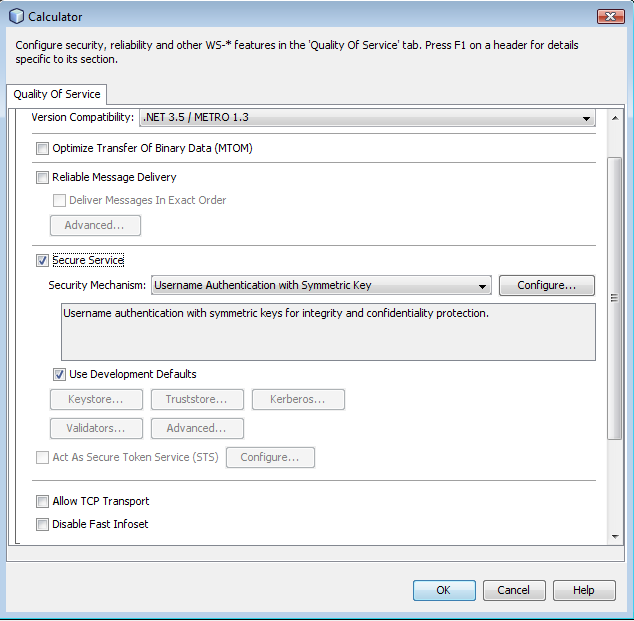 Calculator
Configure security, reliability and other WS-* features in the 'Quality Of Service' tab. Press F1 on a header for details
specific to its section.
Quality Of Service
Version Compatibility: .NET 3.5 / METRO 1.3
Optimize Transfer Of Binary Data (MTOM)
Reliable Message Delivery
Deliver Messages In Exact Order
Advanced...
Secure Service
Security Mechanism: Username Authentication with Symmetric Key Configure...
Username authentication with symmetric keys for integrity and confidentiality protection.
Use Development Defaults
Keystore... Truststore... Kerberos...
Validators... Advanced...
Act As Secure Token Service (STS) Configure...
Allow TCP Transport
Disable Fast Infoset
OK Cancel Help